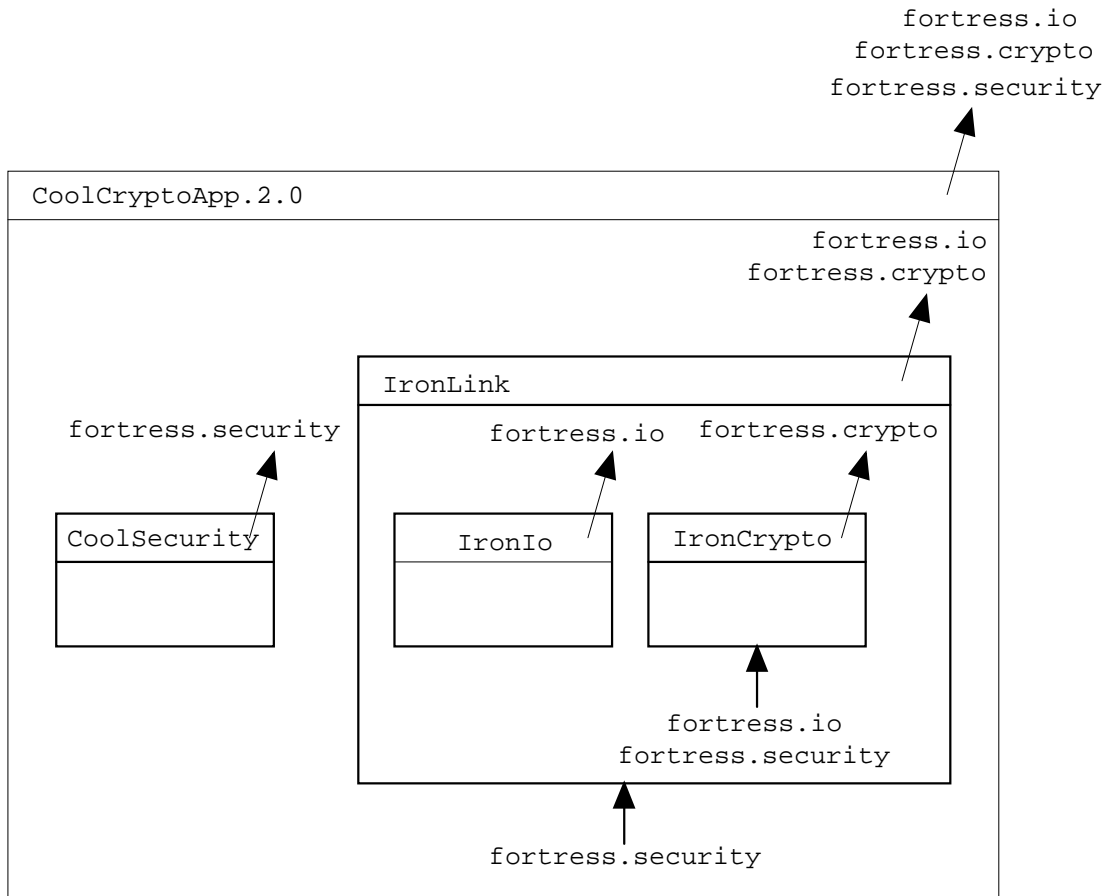 fortress.io
fortress.crypto
fortress.security
CoolCryptoApp.2.0
fortress.io
fortress.crypto
IronLink
fortress.security
fortress.io
fortress.crypto
CoolSecurity
IronIo
IronCrypto
fortress.io
fortress.security
fortress.security